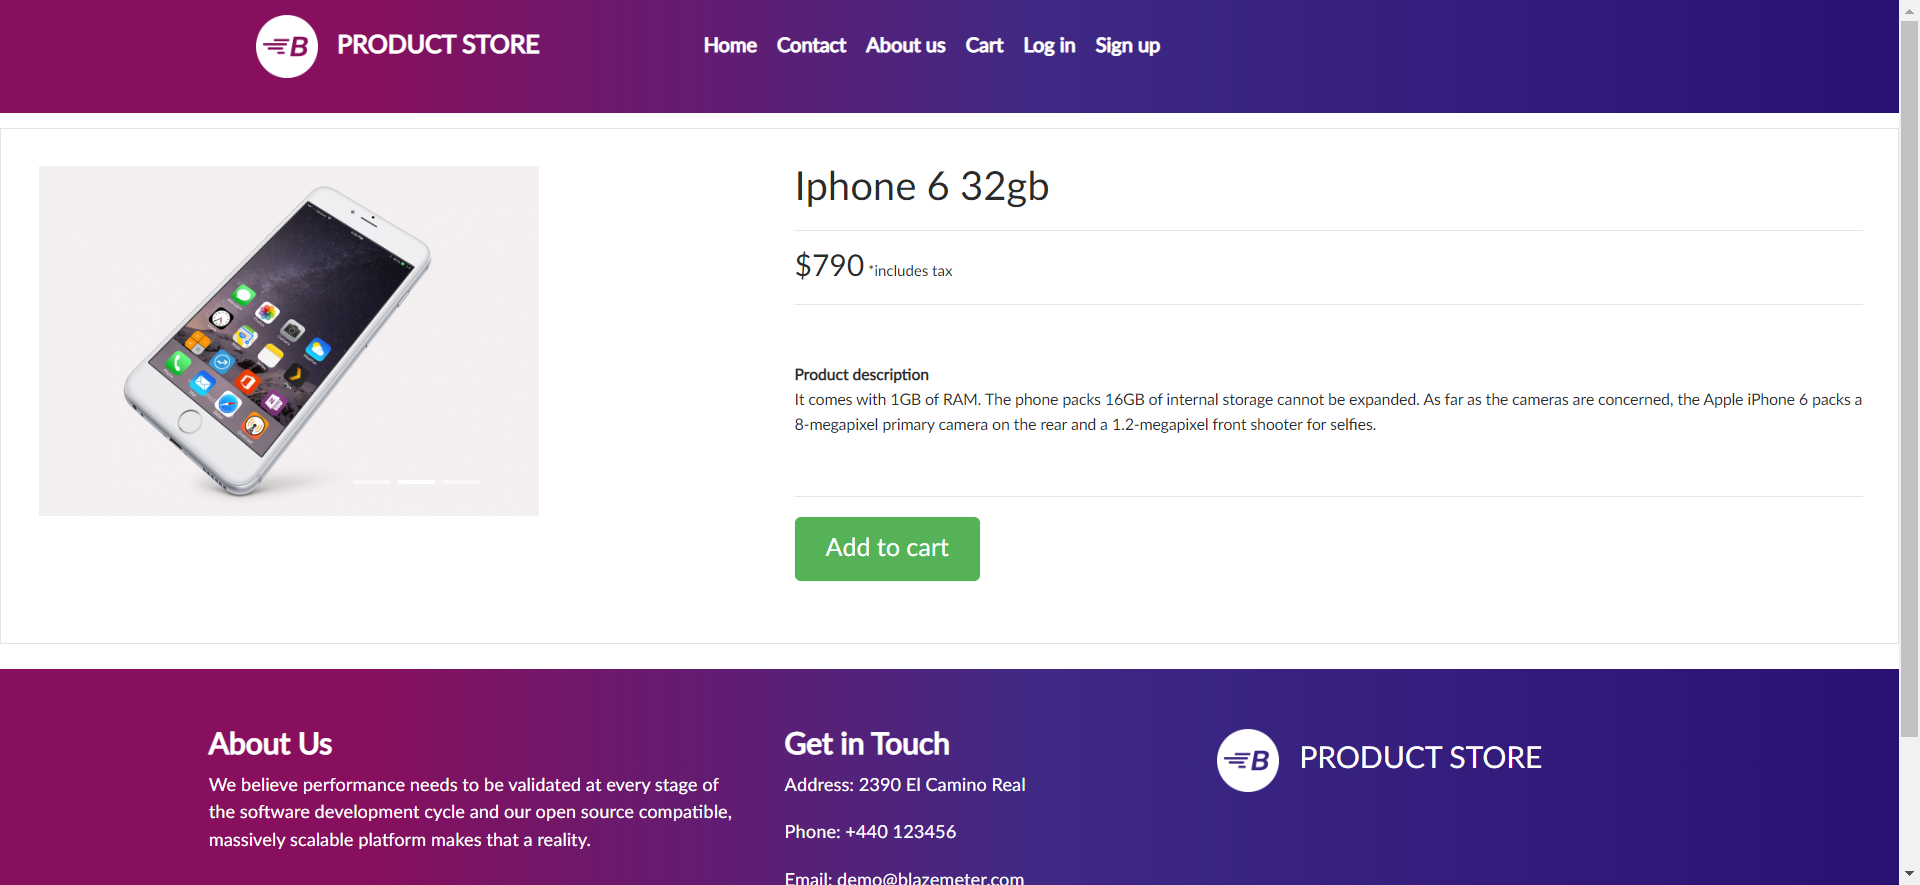 B PRODUCT STORE
Home Contact About us Cart Log in Sign up
Iphone 6 32gb
$790 *includes tax
Product description
It comes with 1GB of RAM. The phone packs 16GB of internal storage cannot be expanded. As far as the cameras are concerned, the Apple iPhone 6 packs a
8-megapixel primary camera on the rear and a 1.2-megapixel front shooter for selfies.
Add to cart
About Us
We believe performance needs to be validated at every stage of
the software development cycle and our open source compatible,
massively scalable platform makes that a reality.
Get in Touch
Address: 2390 El Camino Real
Phone: +440 123456
Email: demo@blazemeter.com
B PRODUCT STORE